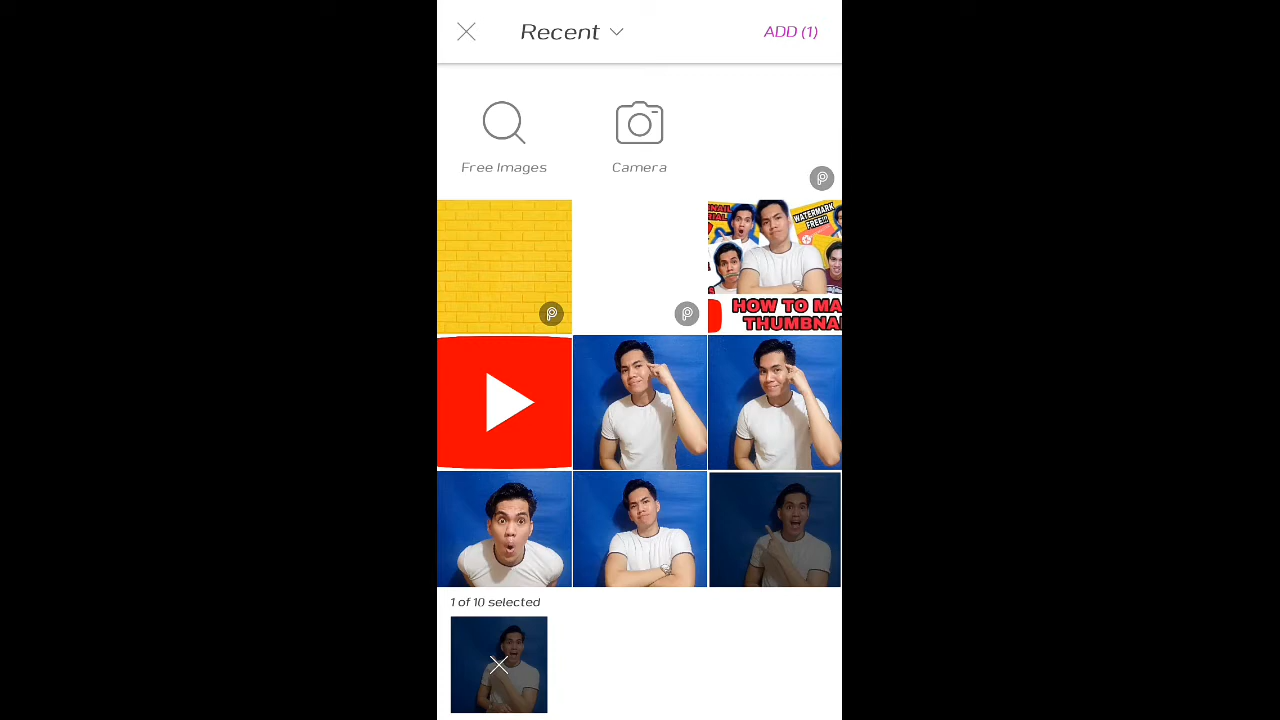 Recent
ADD (1)
Free Images
Camera
WATERMARK
FREE!!!
HOW TO MA
THUMBNA
1 of 10 selected